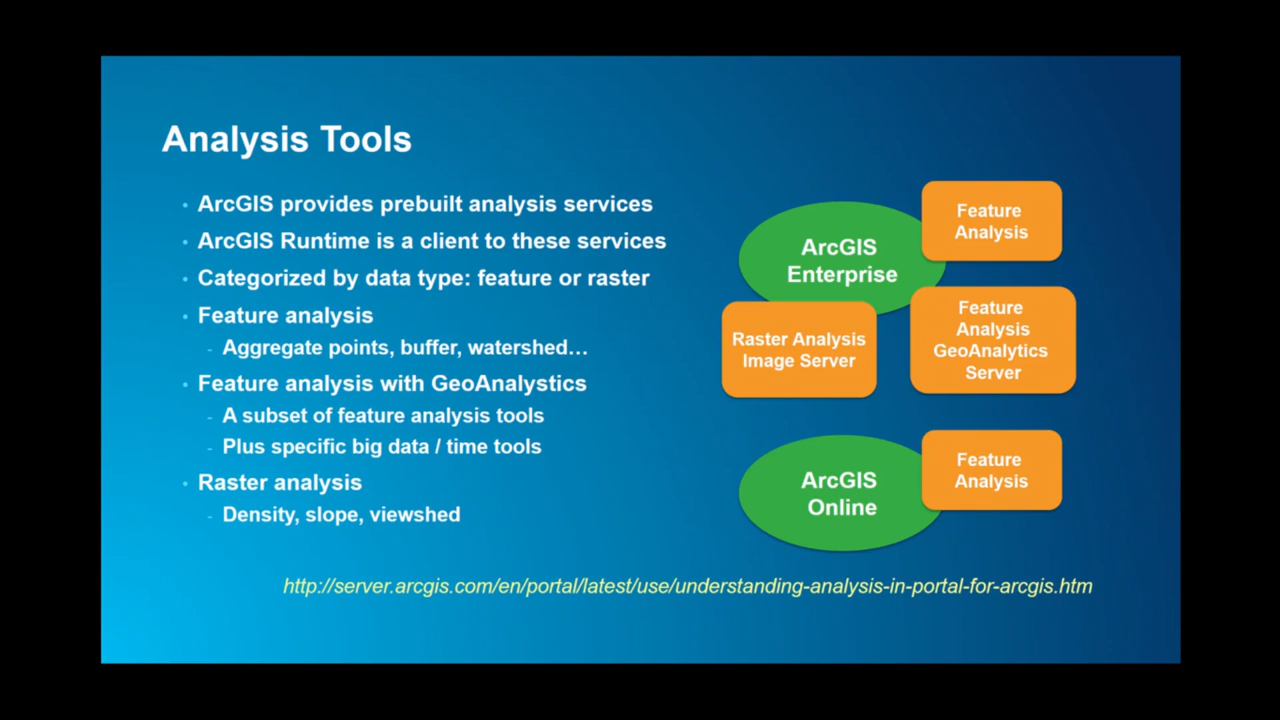 Analysis Tools
ArcGIS provides prebuilt analysis services
ArcGIS Runtime is a client to these services
Categorized by data type: feature or raster
Feature analysis
Aggregate points, buffer, watershed…
Feature analysis with GeoAnalystics
A subset of feature analysis tools
Plus specific big data / time tools
Raster analysis
Density, slope, viewshed
ArcGIS
Enterprise
Feature
Analysis
Raster Analysis
Image Server
Feature
Analysis
GeoAnalytics
Server
ArcGIS
Online
Feature
Analysis
http://server.arcgis.com/en/portal/latest/use/understanding-analysis-in-portal-for-arcgis.htm